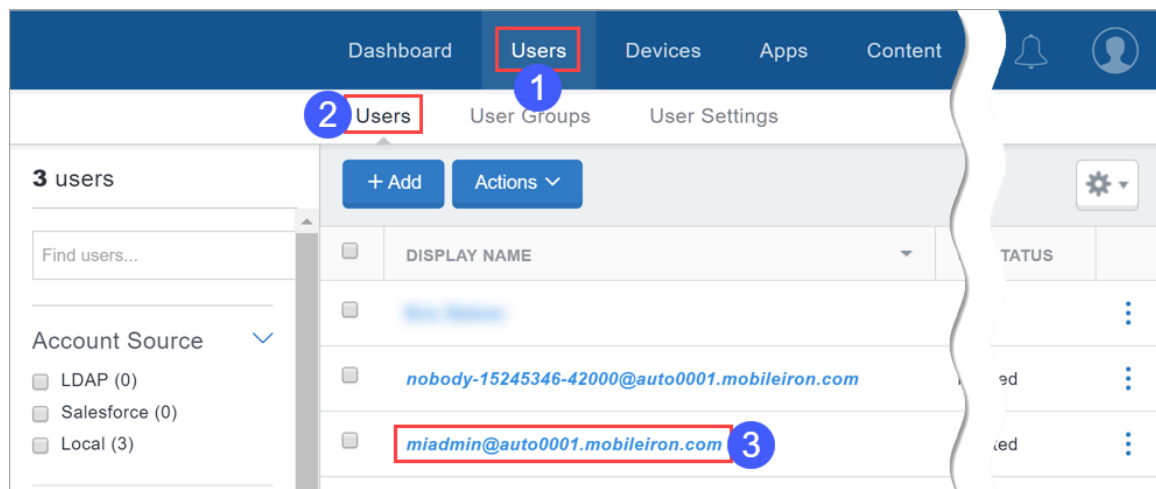 Dashboard Users Devices Apps Content
1
2 Users User Groups User Settings
3 users
+ Add Actions
Find users...
DISPLAY NAME TATUS
Account Source
LDAP (0)
nobody-15245346-42000@auto0001.mobileiron.com ed
Salesforce (0)
Local (3)
miadmin@auto0001.mobileiron.com 3 ted